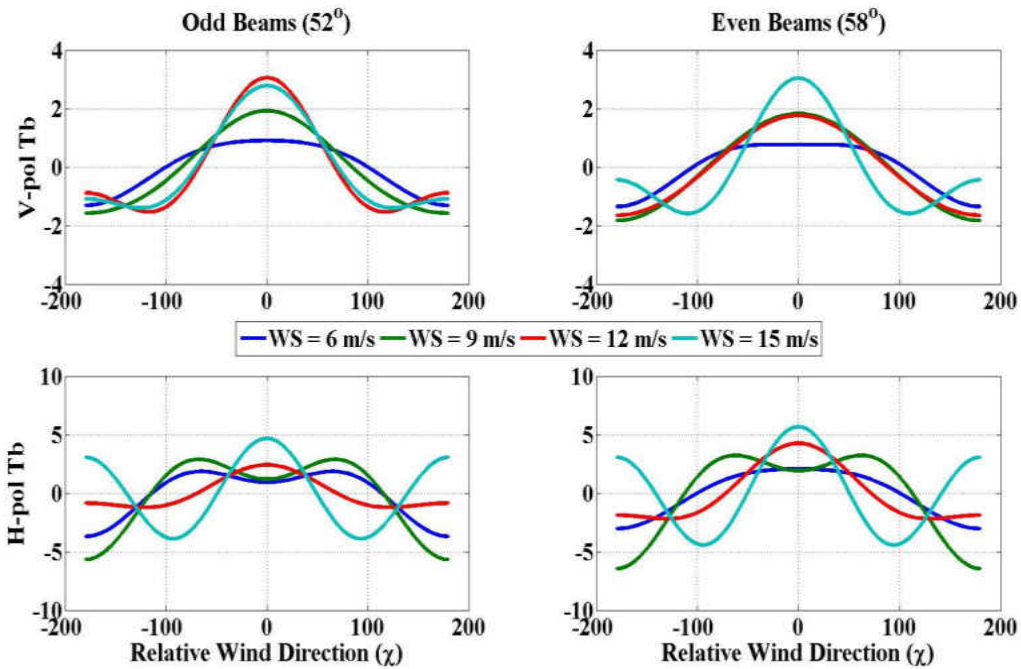 Odd Beams (52º)
Even Beams (58º)
V-pol Tb
4
2
0
-2
-4
-200 -100 0 100 200
4
2
0
-2
-4
-200 -100 0 100 200
WS = 6 m/s WS = 9 m/s WS = 12 m/s WS = 15 m/s
H-pol Tb
10
5
0
-5
-10
-200 -100 0 100 200
Relative Wind Direction (χ)
10
5
0
-5
-10
-200 -100 0 100 200
Relative Wind Direction (χ)